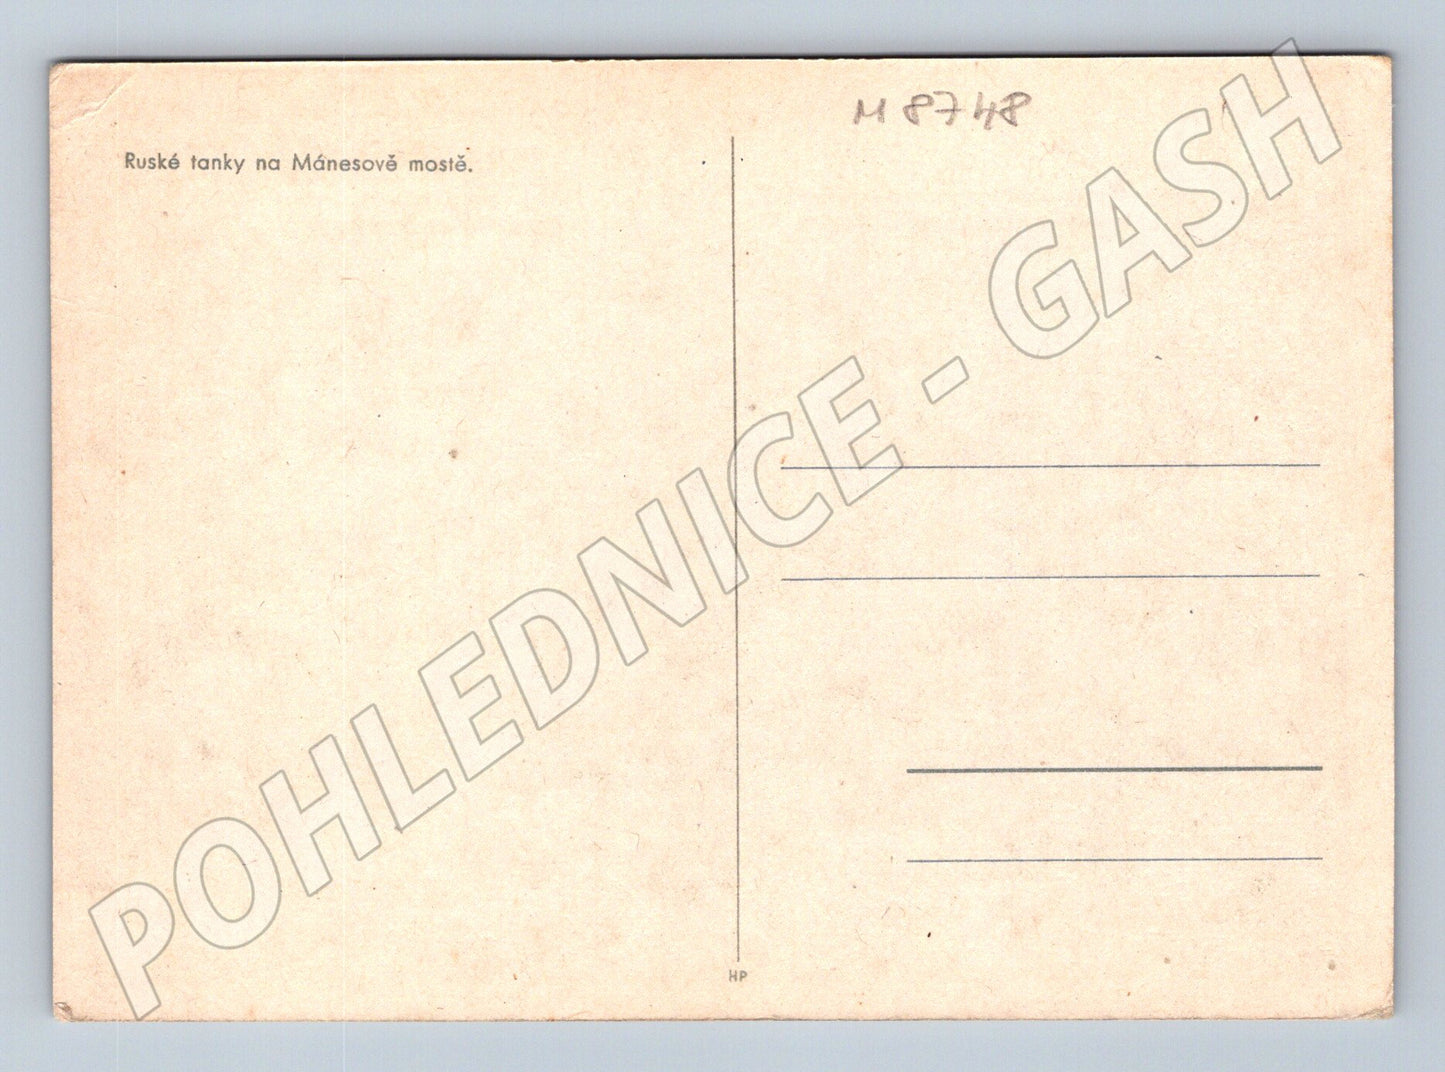 M 8748
Ruské tanky na Mánesově mostě.
POHLEDNICE - GASH
HP